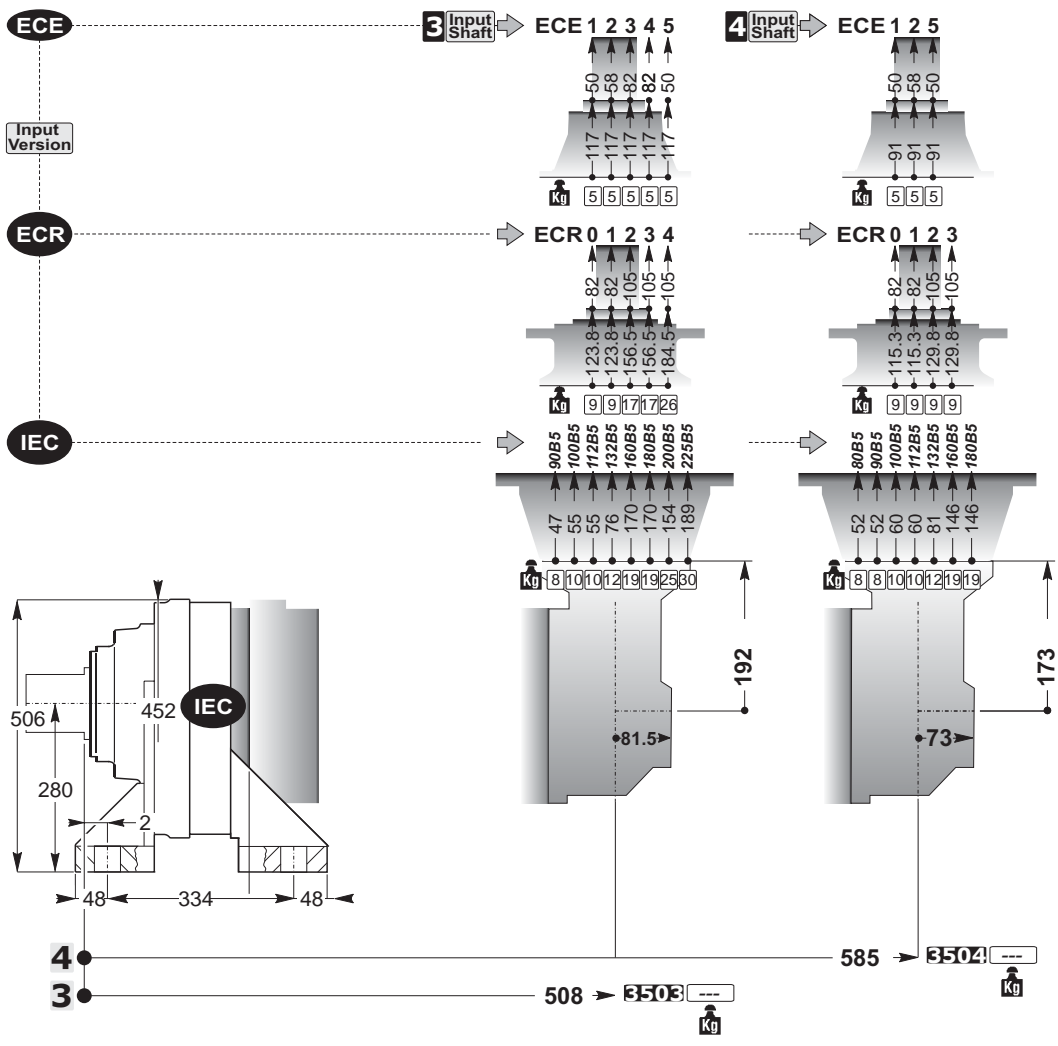 ECE
3 Input Shaft ECE 1 2 3 4 5
4 Input Shaft ECE 1 2 5
50 58 82 82 50
50 58 50
Input Version
117 117 117 117 117
91 91 91
Kg 5 5 5 5 5
Kg 5 5 5
ECR
ECR 0 1 2 3 4
ECR 0 1 2 3
82 82 105 105 105
82 82 105 105
123.8 123.8 156.5 156.5 184.5
115.3 115.3 129.8 129.8
Kg 9 9 17 17 26
Kg 9 9 9 9
IEC
90B5 100B5 112B5 132B5 160B5 180B5 200B5 225B5
80B5 90B5 100B5 112B5 132B5 160B5 180B5
47 55 55 76 170 170 154 189
52 52 60 60 81 146 146
Kg 8 10 10 12 19 19 25 30
Kg 8 8 10 10 12 19 19
192
173
81.5
73
506
452
IEC
280
2
48 334 48
4 585 3504 ---
Kg
3 508 3503 ---
Kg